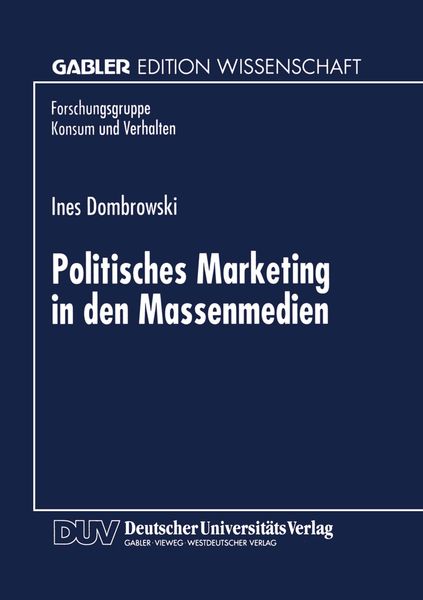 GABLER EDITION WISSENSCHAFT
Forschungsgruppe
Konsum und Verhalten
Ines Dombrowski
Politisches Marketing
in den Massenmedien
DUV Deutscher Universitäts Verlag
GABLER · VIEWEG · WESTDEUTSCHER VERLAG